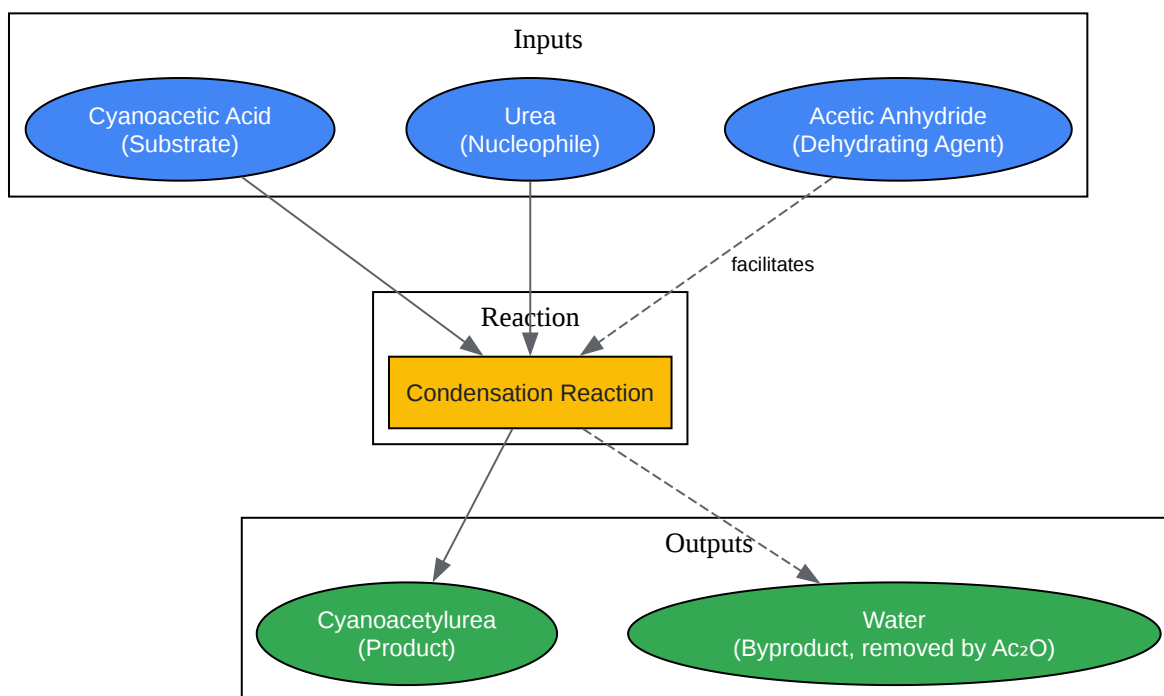 Inputs
Cyanoacetic Acid
(Substrate)
Urea
(Nucleophile)
Acetic Anhydride
(Dehydrating Agent)
facilitates
Reaction
Condensation Reaction
Outputs
Cyanoacetylurea
(Product)
Water
(Byproduct, removed by Ac₂O)